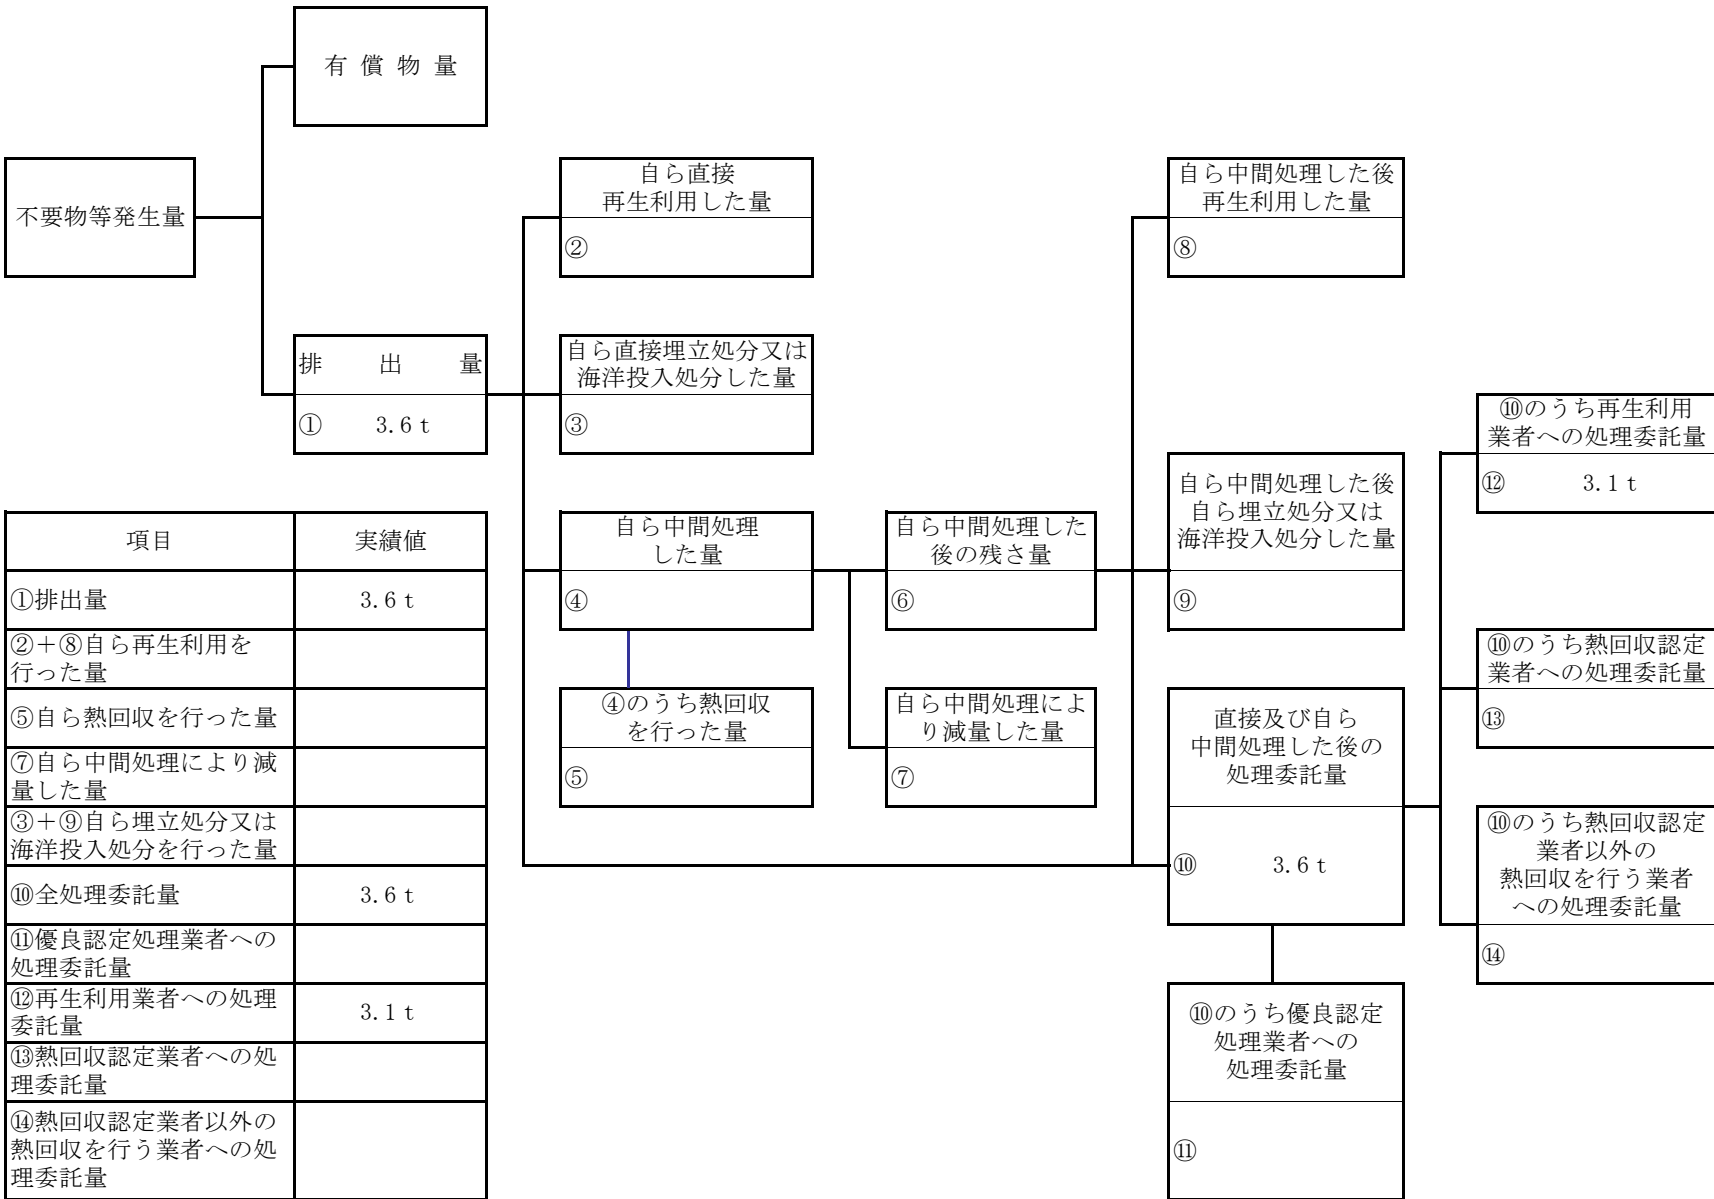 有償物量
不要物等発生量
自ら直接
再生利用した量
②
自ら中間処理した後
再生利用した量
⑧
排出量
① 3.6 t
自ら直接埋立処分又は
海洋投入処分した量
③
⑩のうち再生利用
業者への処理委託量
⑫ 3.1 t
自ら中間処理した後
自ら埋立処分又は
海洋投入処分した量
⑨
自ら中間処理
した量
④
自ら中間処理した
後の残さ量
⑥
④のうち熱回収
を行った量
⑤
自ら中間処理によ
り減量した量
⑦
直接及び自ら
中間処理した後の
処理委託量
⑩ 3.6 t
⑩のうち熱回収認定
業者への処理委託量
⑬
⑩のうち熱回収認定
業者以外の
熱回収を行う業者
への処理委託量
⑭
⑩のうち優良認定
処理業者への
処理委託量
⑪
項目 実績値
①排出量 3.6 t
②+⑧自ら再生利用を
行った量
⑤自ら熱回収を行った量
⑦自ら中間処理により減
量した量
③+⑨自ら埋立処分又は
海洋投入処分を行った量
⑩全処理委託量 3.6 t
⑪優良認定処理業者への
処理委託量
⑫再生利用業者への処理
委託量 3.1 t
⑬熱回収認定業者への処
理委託量
⑭熱回収認定業者以外の
熱回収を行う業者への処
理委託量